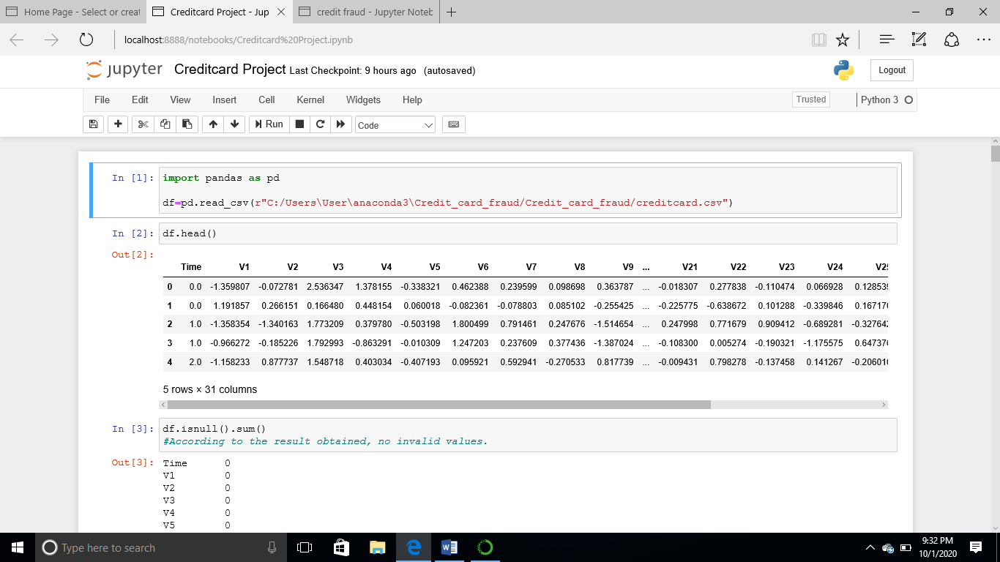 Home Page - Select or creat
Creditcard Project - Jup
credit fraud - Jupyter Noteb
localhost:8888/notebooks/Creditcard%20Project.ipynb
jupyter Creditcard Project Last Checkpoint: 9 hours ago (autosaved)
Logout
File Edit View Insert Cell Kernel Widgets Help
Trusted
Python 3
Run
Code
In [1]: import pandas as pd
df=pd.read_csv(r"C:/Users\User\anaconda3\Credit_card_fraud/Credit_card_fraud/creditcard.csv")
In [2]: df.head()
Out[2]:
Time V1 V2 V3 V4 V5 V6 V7 V8 V9 ... V21 V22 V23 V24 V25
0 0.0 -1.359807 -0.072781 2.536347 1.378155 -0.338321 0.462388 0.239599 0.098698 0.363787 ... -0.018307 0.277838 -0.110474 0.066928 0.128539
1 0.0 1.191857 0.266151 0.166480 0.448154 0.060018 -0.082361 -0.078803 0.085102 -0.255425 ... -0.225775 -0.638672 0.101288 -0.339846 0.167170
2 1.0 -1.358354 -1.340163 1.773209 0.379780 -0.503198 1.800499 0.791461 0.247676 -1.514654 ... 0.247998 0.771679 0.909412 -0.689281 -0.327642
3 1.0 -0.966272 -0.185226 1.792993 -0.863291 -0.010309 1.247203 0.237609 0.377436 -1.387024 ... -0.108300 0.005274 -0.190321 -1.175575 0.647376
4 2.0 -1.158233 0.877737 1.548718 0.403034 -0.407193 0.095921 0.592941 -0.270533 0.817739 ... -0.009431 0.798278 -0.137458 0.141267 -0.206010
5 rows × 31 columns
In [3]: df.isnull().sum()
#According to the result obtained, no invalid values.
Out[3]: Time 0
V1 0
V2 0
V3 0
V4 0
V5 0
Type here to search
9:32 PM
10/1/2020